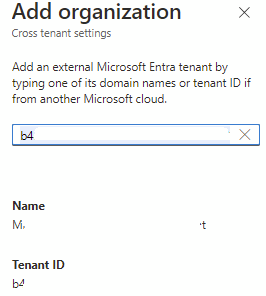 Add organization
Cross tenant settings
Add an external Microsoft Entra tenant by
typing one of its domain names or tenant ID if
from another Microsoft cloud.
b4
Name
M
t
Tenant ID
b4